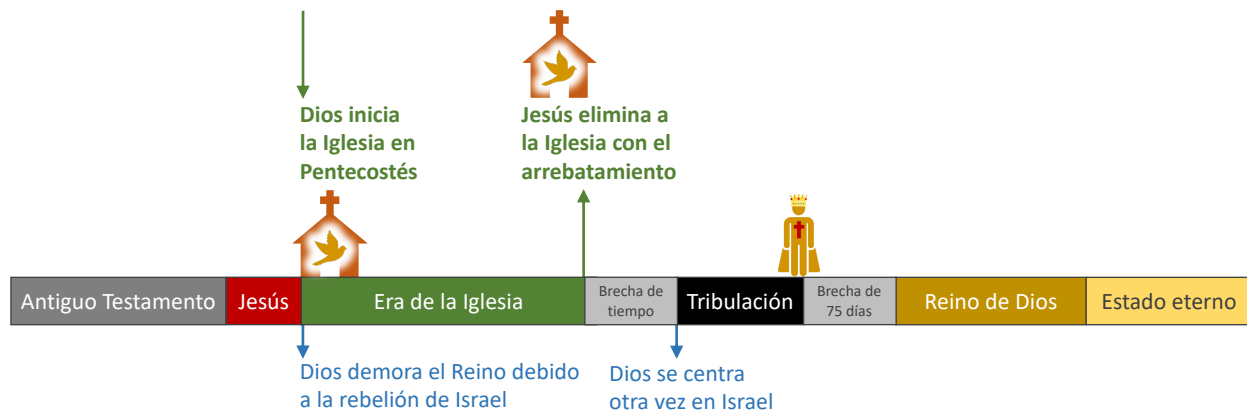 Dios inicia
la Iglesia en
Pentecostés
Jesús elimina a
la Iglesia con el
arrebatamiento
Antiguo Testamento
Jesús
Era de la Iglesia
Brecha de
tiempo
Tribulación
Brecha de
75 días
Reino de Dios
Estado eterno
Dios demora el Reino debido
a la rebelión de Israel
Dios se centra
otra vez en Israel